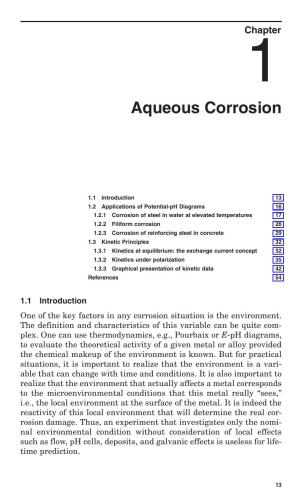 Chapter
1
Aqueous Corrosion
1.1 Introduction 13
1.2 Applications of Potential-pH Diagrams 16
1.2.1 Corrosion of steel in water at elevated temperatures 17
1.2.2 Filiform corrosion 26
1.2.3 Corrosion of reinforcing steel in concrete 29
1.3 Kinetic Principles 32
1.3.1 Kinetics at equilibrium: the exchange current concept 32
1.3.2 Kinetics under polarization 35
1.3.3 Graphical presentation of kinetic data 42
References 54
1.1 Introduction
One of the key factors in any corrosion situation is the environment.
The definition and characteristics of this variable can be quite com-
plex. One can use thermodynamics, e.g., Pourbaix or E-pH diagrams,
to evaluate the theoretical activity of a given metal or alloy provided
the chemical makeup of the environment is known. But for practical
situations, it is important to realize that the environment is a vari-
able that can change with time and conditions. It is also important to
realize that the environment that actually affects a metal corresponds
to the microenvironmental conditions that this metal really “sees,”
i.e., the local environment at the surface of the metal. It is indeed the
reactivity of this local environment that will determine the real cor-
rosion damage. Thus, an experiment that investigates only the nomi-
nal environmental condition without consideration of local effects
such as flow, pH cells, deposits, and galvanic effects is useless for life-
time prediction.
13